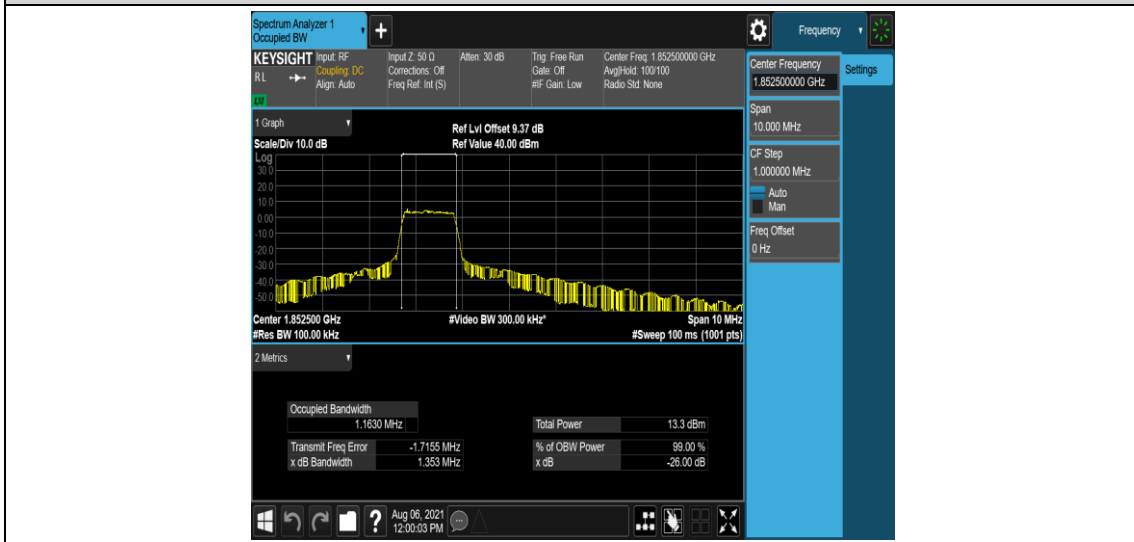 Spectrum Analyzer 1
Occupied BW
+
Frequency
KEYSIGHT
RL
LXI
Input: RF
Coupling: DC
Align: Auto
Input Z: 50 Ω
Corrections: Off
Freq Ref: Int (S)
Atten: 30 dB
Trig: Free Run
Gate: Off
#IF Gain: Low
Center Freq: 1.852500000 GHz
Avg|Hold: 100/100
Radio Std: None
Center Frequency
1.852500000 GHz
Settings
Span
10.000 MHz
CF Step
1.000000 MHz
Auto
Man
Freq Offset
0 Hz
1 Graph
Scale/Div 10.0 dB
Ref Lvl Offset 9.37 dB
Ref Value 40.00 dBm
Log
30.0
20.0
10.0
0.00
-10.0
-20.0
-30.0
-40.0
-50.0
Center 1.852500 GHz
#Video BW 300.00 kHz*
Span 10 MHz
#Res BW 100.00 kHz
#Sweep 100 ms (1001 pts)
2 Metrics
Occupied Bandwidth
1.1630 MHz
Total Power 13.3 dBm
Transmit Freq Error -1.7155 MHz
% of OBW Power 99.00 %
x dB Bandwidth 1.353 MHz
x dB -26.00 dB
?
Aug 06, 2021
12:00:03 PM